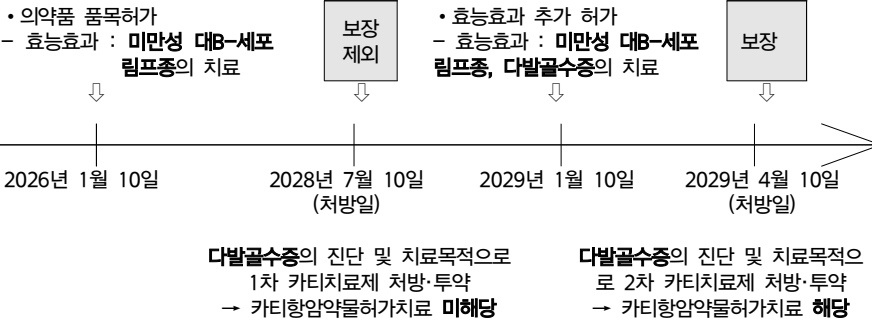 • 의약품 품목허가
- 효능효과 : 미만성 대B-세포
림프종의 치료
보장
제외
• 효능효과 추가 허가
- 효능효과 : 미만성 대B-세포
림프종, 다발골수증의 치료
보장
2026년 1월 10일
2028년 7월 10일
(처방일)
2029년 1월 10일
2029년 4월 10일
(처방일)
다발골수증의 진단 및 치료목적으로
1차 카티치료제 처방·투약
→ 카티항암약물허가치료 미해당
다발골수증의 진단 및 치료목적으
로 2차 카티치료제 처방·투약
→ 카티항암약물허가치료 해당